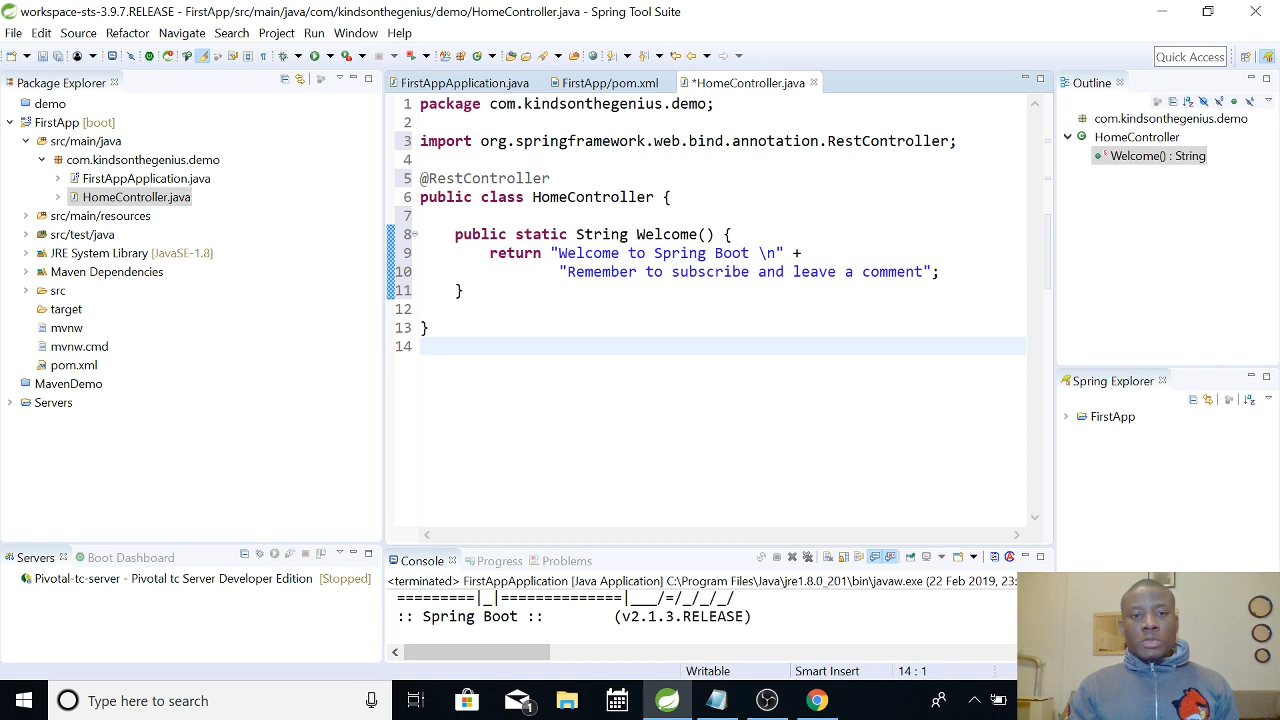 workspace-sts-3.9.7.RELEASE - FirstApp/src/main/java/com/kindsonthegenius/demo/HomeController.java - Spring Tool Suite
File Edit Source Refactor Navigate Search Project Run Window Help
Quick Access
Package Explorer
demo
FirstApp [boot]
src/main/java
com.kindsonthegenius.demo
FirstAppApplication.java
HomeController.java
src/main/resources
src/test/java
JRE System Library [JavaSE-1.8]
Maven Dependencies
src
target
mvnw
mvnw.cmd
pom.xml
MavenDemo
Servers
FirstAppApplication.java FirstApp/pom.xml *HomeController.java
1 package com.kindsonthegenius.demo;
2
3 import org.springframework.web.bind.annotation.RestController;
4
5 @RestController
6 public class HomeController {
7
8 public static String Welcome() {
9 return "Welcome to Spring Boot \n" +
10 "Remember to subscribe and leave a comment";
11 }
12
13 }
14
Outline
com.kindsonthegenius.demo
HomeController
Welcome() : String
Spring Explorer
FirstApp
Servers Boot Dashboard
Pivotal-tc-server - Pivotal tc Server Developer Edition [Stopped]
Console Progress Problems
<terminated> FirstAppApplication [Java Application] C:\Program Files\Java\jre1.8.0_201\bin\javaw.exe (22 Feb 2019, 23:
=========|_|==============|___/=/_/_/_/
:: Spring Boot :: (v2.1.3.RELEASE)
Writable Smart Insert 14 : 1
Type here to search
1